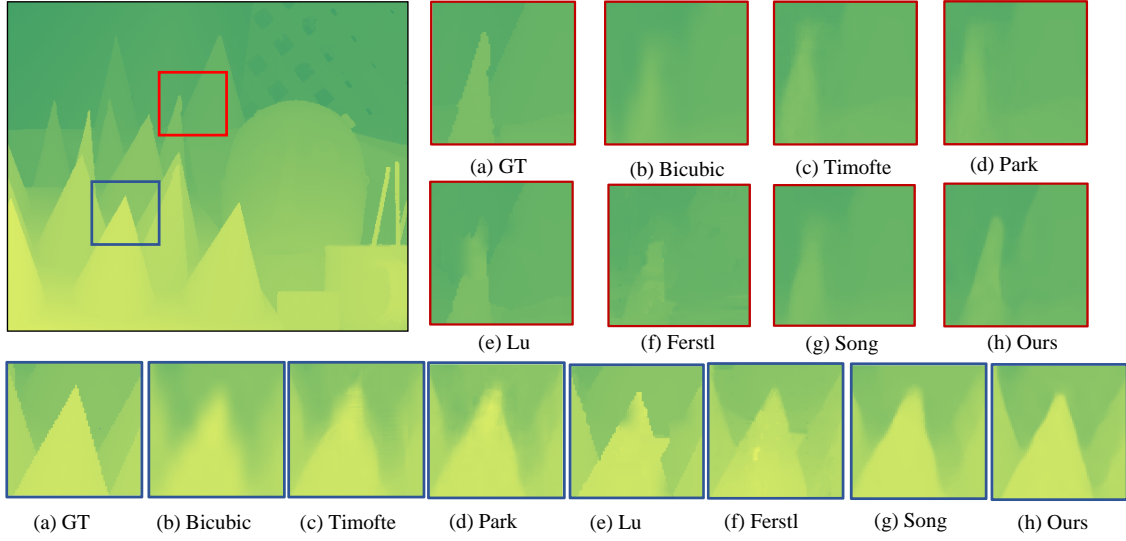 (a) GT (b) Bicubic (c) Timofte (d) Park
(e) Lu (f) Ferstl (g) Song (h) Ours
(a) GT (b) Bicubic (c) Timofte (d) Park (e) Lu (f) Ferstl (g) Song (h) Ours